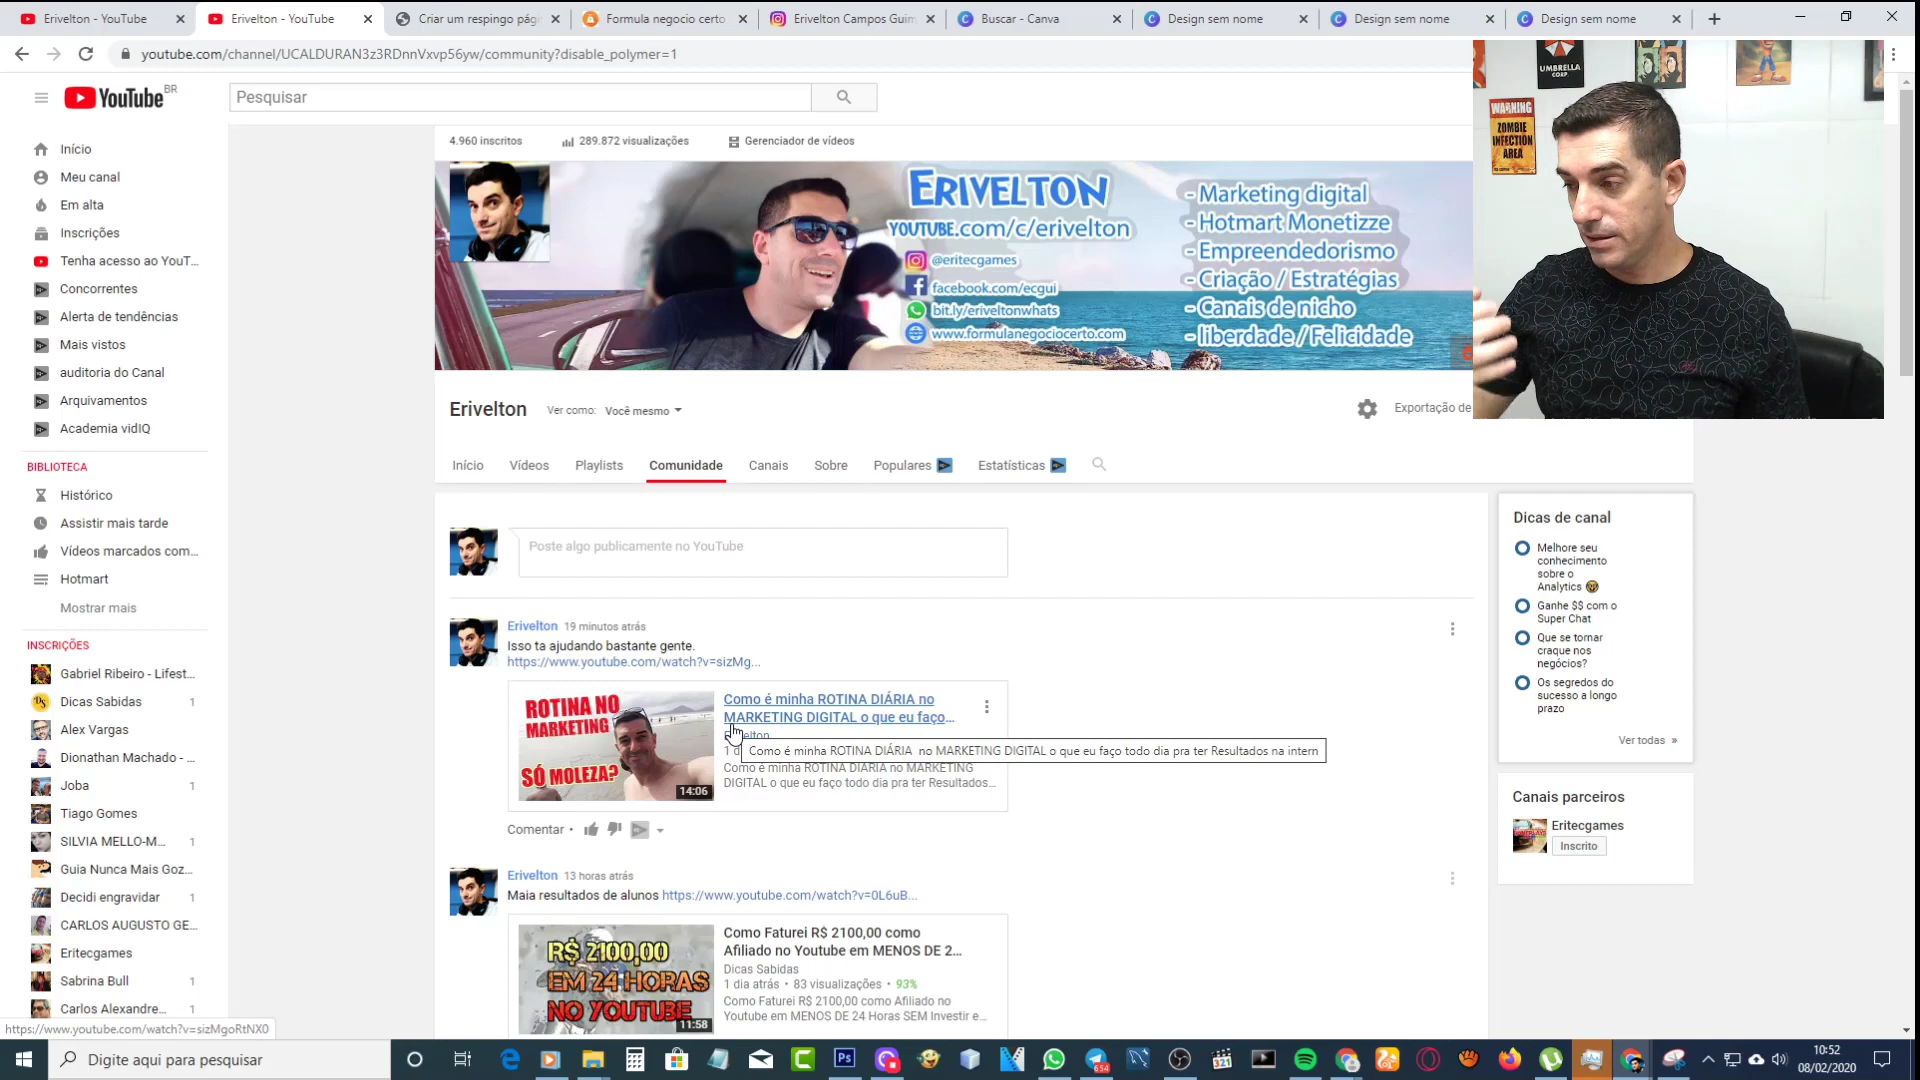 Erivelton - YouTube
Erivelton - YouTube
Criar um respingo pág
Formula negocio certo
Erivelton Campos Gui
Buscar - Canva
Design sem nome
Design sem nome
Design sem nome
youtube.com/channel/UCALDURAN3z3RDnnVxvp56yw/community?disable_polymer=1
YouTube BR
Pesquisar
Início
Meu canal
Em alta
Inscrições
Tenha acesso ao YouT...
Concorrentes
Alerta de tendências
Mais vistos
auditoria do Canal
Arquivamentos
Academia vidIQ
BIBLIOTECA
Histórico
Assistir mais tarde
Vídeos marcados com...
Hotmart
Mostrar mais
INSCRIÇÕES
Gabriel Ribeiro - Lifest...
Dicas Sabidas 1
Alex Vargas
Dionathan Machado - ...
Joba 1
Tiago Gomes
SILVIA MELLO-M... 1
Guia Nunca Mais Goz...
Decidi engravidar 1
CARLOS AUGUSTO GE...
Eritecgames
Sabrina Bull 1
Carlos Alexandre... 1
https://www.youtube.com/watch?v=sizMgoRtNX0
4.960 inscritos
289.872 visualizações
Gerenciador de vídeos
ERIVELTON
YOUTUBE.com/c/erivelton
@eritecgames
facebook.com/ecgui
bit.ly/eriveltonwhats
www.formulanegociocerto.com
- Marketing digital
- Hotmart Monetizze
- Empreendedorismo
- Criação / Estratégias
- Canais de nicho
- liberdade / Felicidade
UMBRELLA
CORP
WARNING
ZOMBIE
INFECTION
AREA
Erivelton
Ver como: Você mesmo
Exportação de
Início
Vídeos
Playlists
Comunidade
Canais
Sobre
Populares
Estatísticas
Poste algo publicamente no YouTube
Erivelton 19 minutos atrás
Isso ta ajudando bastante gente.
https://www.youtube.com/watch?v=sizMg...
ROTINA NO
MARKETING
SÓ MOLEZA?
14:06
Como é minha ROTINA DIÁRIA no
MARKETING DIGITAL o que eu faço...
Como é minha ROTINA DIÁRIA no MARKETING DIGITAL o que eu faço todo dia pra ter Resultados na intern
Como é minha ROTINA DIÁRIA no MARKETING
DIGITAL o que eu faço todo dia pra ter Resultados...
Comentar
Erivelton 13 horas atrás
Maia resultados de alunos https://www.youtube.com/watch?v=0L6uB...
R$ 2100,00
EM 24 HORAS
NO YOUTUBE
11:58
Como Faturei R$ 2100,00 como
Afiliado no Youtube em MENOS DE 2...
Dicas Sabidas
1 dia atrás • 83 visualizações • 93%
Como Faturei R$ 2100,00 como Afiliado no
Youtube em MENOS DE 24 Horas SEM Investir e...
Dicas de canal
Melhore seu
conhecimento
sobre o
Analytics
Ganhe $$ com o
Super Chat
Que se tornar
craque nos
negócios?
Os segredos do
sucesso a longo
prazo
Ver todas »
Canais parceiros
Eritecgames
Inscrito
Digite aqui para pesquisar
Ps
321
654
10:52
08/02/2020